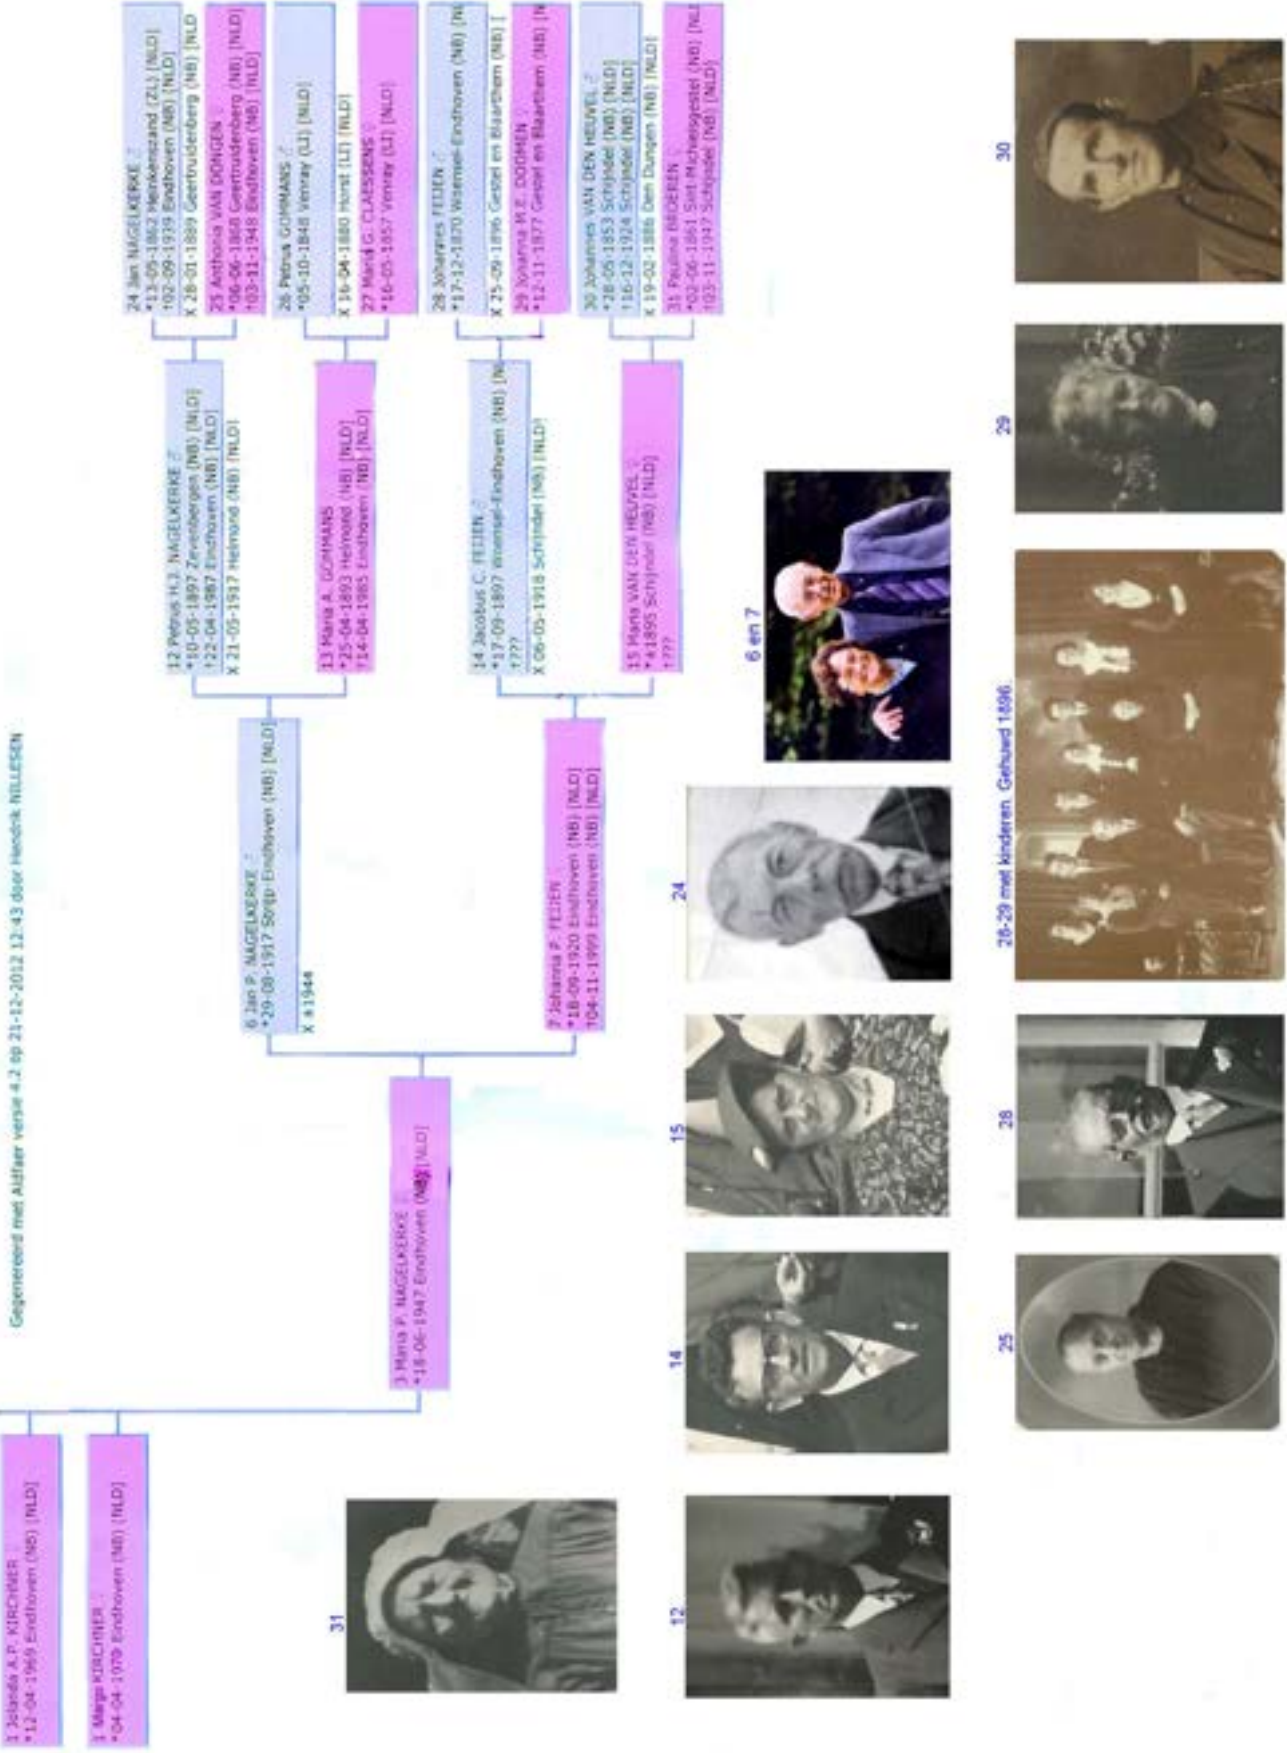 Gegenereerd met Aldfaer versie 4.2 op 21-12-2012 12:43 door Hendrik NILLESEN
1 Jolanda A.P. KIRCHNER ♀
*12-04-1969 Eindhoven (NB) [NLD]
1 Margo KIRCHNER ♀
*04-04-1970 Eindhoven (NB) [NLD]
3 Maria P. NAGELKERKE ♀
*18-06-1947 Eindhoven (NB) [NLD]
6 Jan P. NAGELKERKE ♂
*29-08-1917 Strijp-Eindhoven (NB) [NLD]
X ±1944
7 Johanna P. FEIJEN ♀
*18-09-1920 Eindhoven (NB) [NLD]
†04-11-1999 Eindhoven (NB) [NLD]
12 Petrus H.J. NAGELKERKE ♂
*10-05-1897 Zevenbergen (NB) [NLD]
†22-04-1987 Eindhoven (NB) [NLD]
X 21-05-1917 Helmond (NB) [NLD]
13 Maria A. GOMMANS
*25-04-1893 Helmond (NB) [NLD]
†14-04-1985 Eindhoven (NB) [NLD]
14 Jacobus C. FEIJEN ♂
*17-09-1897 Woensel-Eindhoven (NB) [N
†???
X 06-05-1918 Schijndel (NB) [NLD]
15 Maria VAN DEN HEUVEL ♀
*±1895 Schijndel (NB) [NLD]
†???
24 Jan NAGELKERKE ♂
*13-05-1862 Heinkenszand (ZL) [NLD]
†02-09-1939 Eindhoven (NB) [NLD]
X 28-01-1889 Geertruidenberg (NB) [NLD
25 Anthonia VAN DONGEN ♀
*06-06-1868 Geertruidenberg (NB) [NLD]
†03-11-1948 Eindhoven (NB) [NLD]
26 Petrus GOMMANS ♂
*05-10-1848 Venray (LI) [NLD]
X 16-04-1880 Horst (LI) [NLD]
27 Maria G. CLAESSENS ♀
*16-05-1857 Venray (LI) [NLD]
28 Johannes FEIJEN ♂
*17-12-1870 Woensel-Eindhoven (NB) [NL
X 25-09-1896 Gestel en Blaarthem (NB) [
29 Johanna M.E. DOOMEN ♀
*12-11-1877 Gestel en Blaarthem (NB) [N
30 Johannes VAN DEN HEUVEL ♂
*28-05-1853 Schijndel (NB) [NLD]
†16-12-1924 Schijndel (NB) [NLD]
X 19-02-1886 Den Dungen (NB) [NLD]
31 Paulina BROEREN ♀
*02-06-1861 Sint-Michielsgestel (NB) [NLD
†03-11-1947 Schijndel (NB) [NLD]
31
12
14
15
24
6 en 7
25
28
28-29 met kinderen. Gehuwd 1896.
29
30